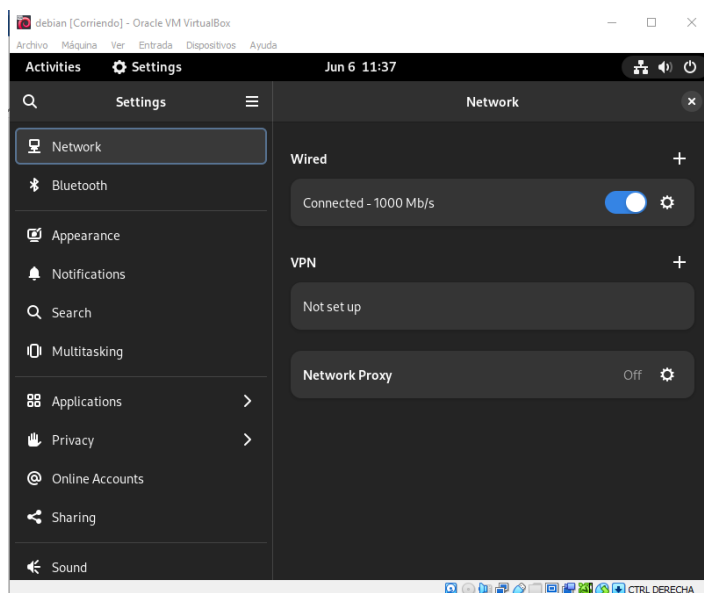 debian [Corriendo] - Oracle VM VirtualBox
Archivo Máquina Ver Entrada Dispositivos Ayuda
Activities Settings Jun 6 11:37
Settings Network
Network
Bluetooth
Appearance
Notifications
Search
Multitasking
Applications
Privacy
Online Accounts
Sharing
Sound
Wired
Connected - 1000 Mb/s
VPN
Not set up
Network Proxy Off
CTRL DERECHA